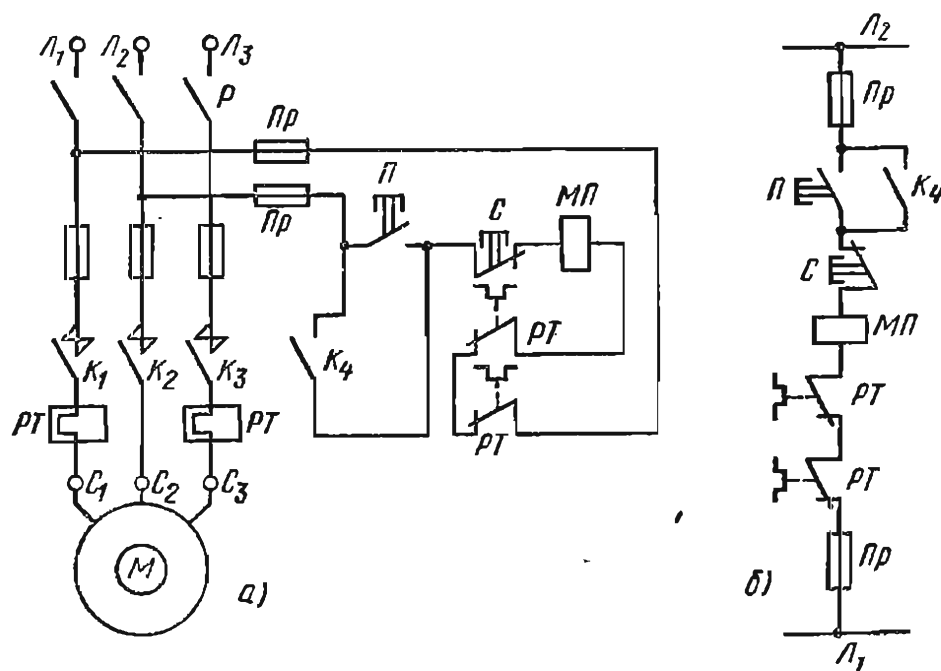 Л₁ Л₂ Л₃
Р
Пр
Пр
П
С
МП
К₁ К₂ К₃
К₄
РТ РТ
РТ
РТ
С₁ С₂ С₃
М
а)
Л₂
Пр
П К₄
С
МП
РТ
РТ
Пр
б)
Л₁